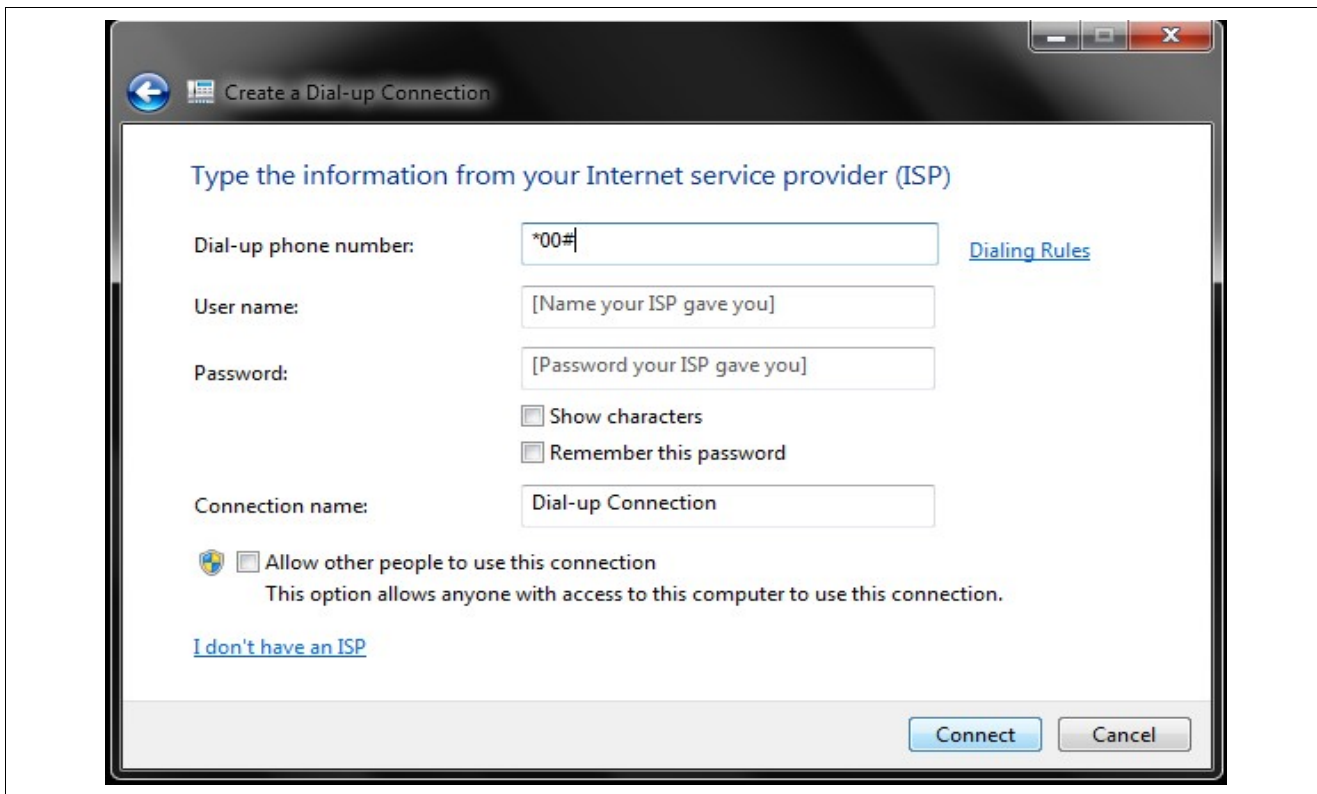 Create a Dial-up Connection
Type the information from your Internet service provider (ISP)
Dial-up phone number: *00# Dialing Rules
User name: [Name your ISP gave you]
Password: [Password your ISP gave you]
Show characters
Remember this password
Connection name: Dial-up Connection
Allow other people to use this connection
This option allows anyone with access to this computer to use this connection.
I don't have an ISP
Connect Cancel